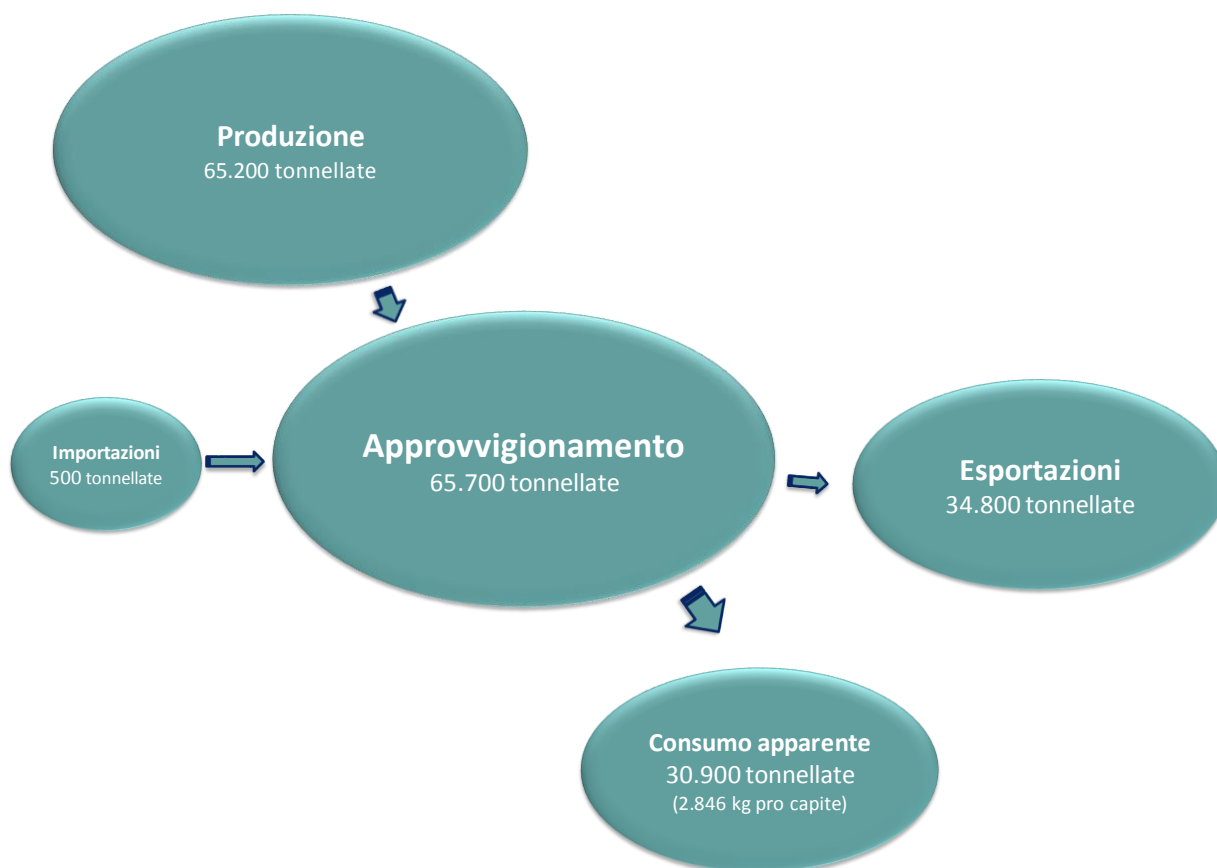 Produzione
65.200 tonnellate
Importazioni
500 tonnellate
Approvvigionamento
65.700 tonnellate
Esportazioni
34.800 tonnellate
Consumo apparente
30.900 tonnellate
(2.846 kg pro capite)